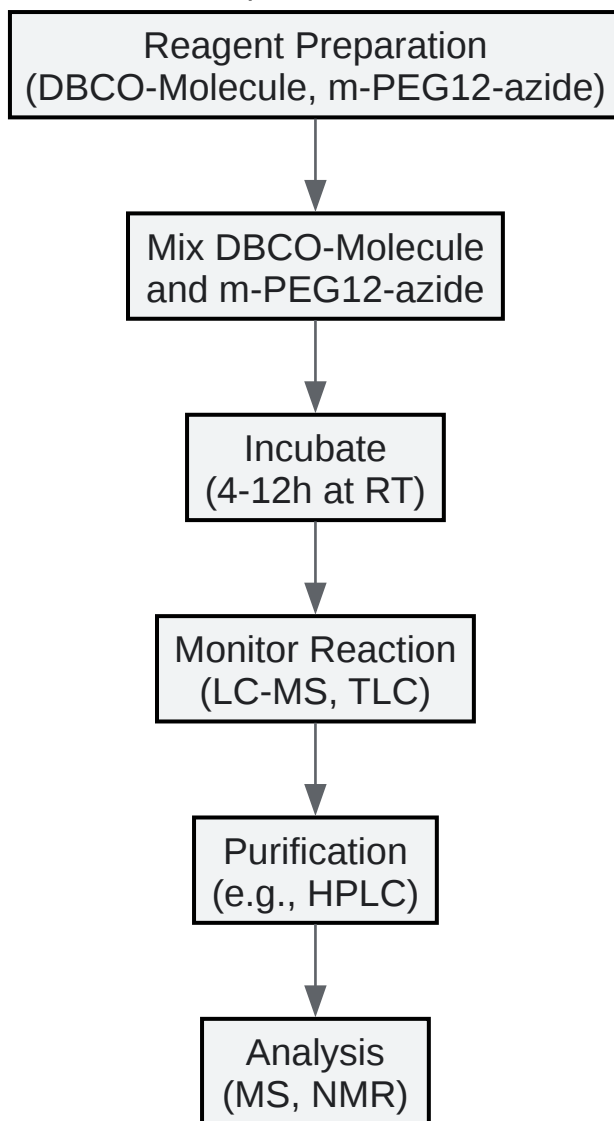 Reagent Preparation
(DBCO-Molecule, m-PEG12-azide)
Mix DBCO-Molecule
and m-PEG12-azide
Incubate
(4-12h at RT)
Monitor Reaction
(LC-MS, TLC)
Purification
(e.g., HPLC)
Analysis
(MS, NMR)